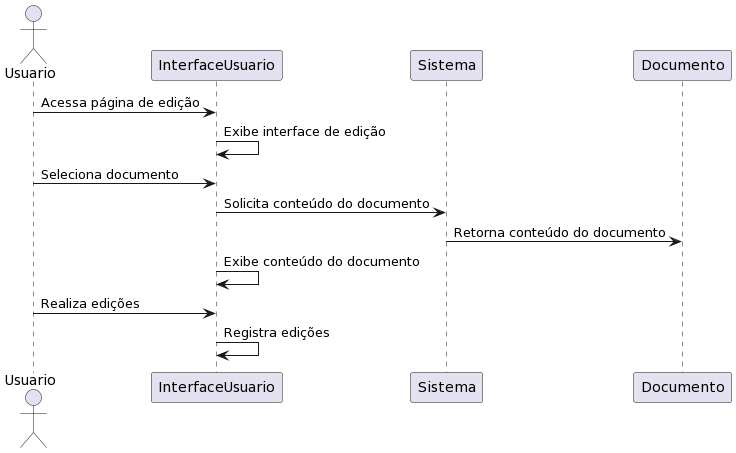 Usuario
InterfaceUsuario
Sistema
Documento
Acessa página de edição
Exibe interface de edição
Seleciona documento
Solicita conteúdo do documento
Retorna conteúdo do documento
Exibe conteúdo do documento
Realiza edições
Registra edições
Usuario
InterfaceUsuario
Sistema
Documento